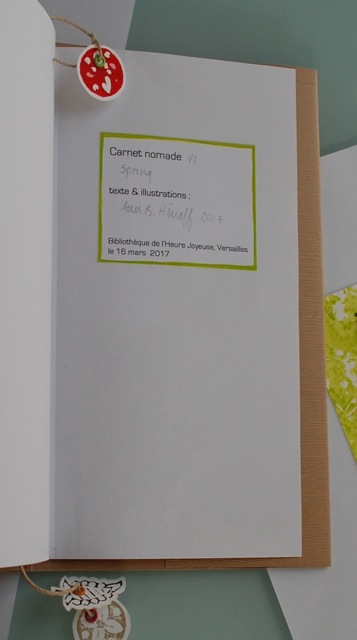 Carnet nomade VI
Spring
texte & illustrations :
B. 2017
Bibliothèque de l'Heure Joyeuse, Versailles
le 16 mars 2017